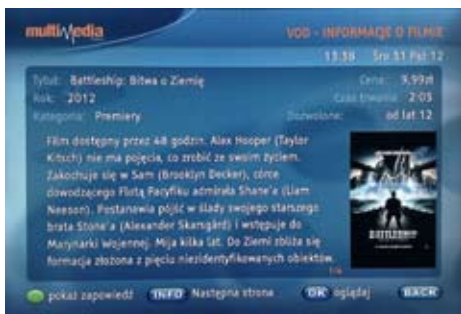 multimedia
VOD - INFORMACJE O FILMIE
13:38 Śro 31 Paź 12
Tytuł: Battleship: Bitwa o Ziemię
Cena: 9,99zł
Rok: 2012
Czas trwania: 2:05
Kategoria: Premiery
Dozwolone: od lat 12
Film dostępny przez 48 godzin. Alex Hooper (Taylor
Kitsch) nie ma pojęcia, co zrobić ze swoim życiem.
Zakochuje się w Sam (Brooklyn Decker), córce
dowodzącego Flotą Pacyfiku admirała Shane'a (Liam
Neeson). Postanawia pójść w ślady swojego starszego
brata Stone'a (Alexander Skarsgård) i wstępuje do
Marynarki Wojennej. Mija kilka lat. Do Ziemi zbliża się
formacja złożona z pięciu niezidentyfikowanych obiektów.
BATTLESHIP
pokaż zapowiedź INFO Następna strona OK oglądaj BACK